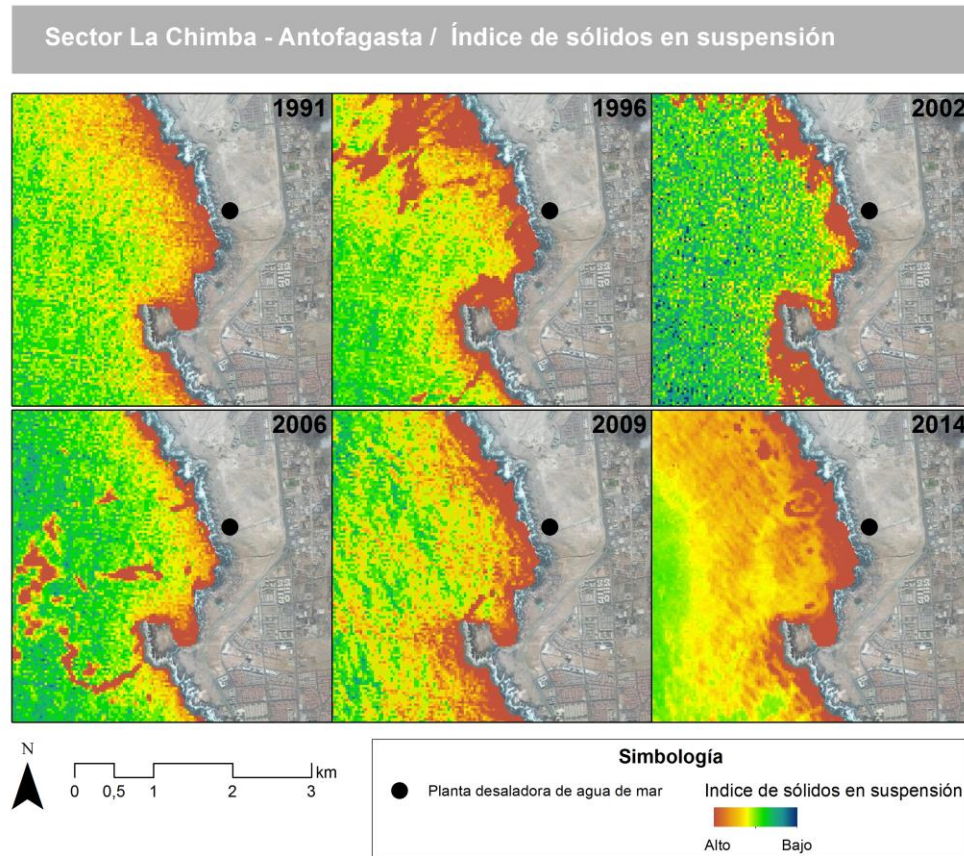 Sector La Chimba - Antofagasta / Índice de sólidos en suspensión
1991
1996
2002
2006
2009
2014
N
0 0,5 1 2 3 km
Simbología
Planta desaladora de agua de mar
Indice de sólidos en suspensión
Alto Bajo